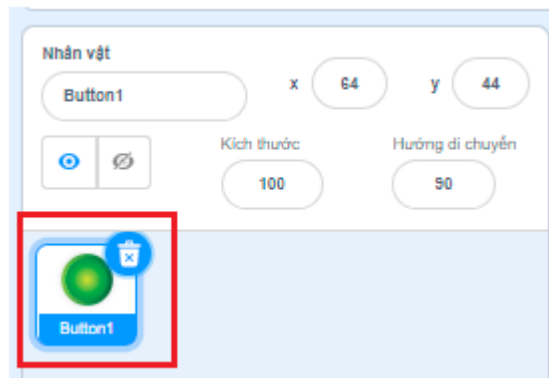 Nhân vật
Button1
x 64 y 44
Kích thước
Hướng di chuyển
100
90
Button1